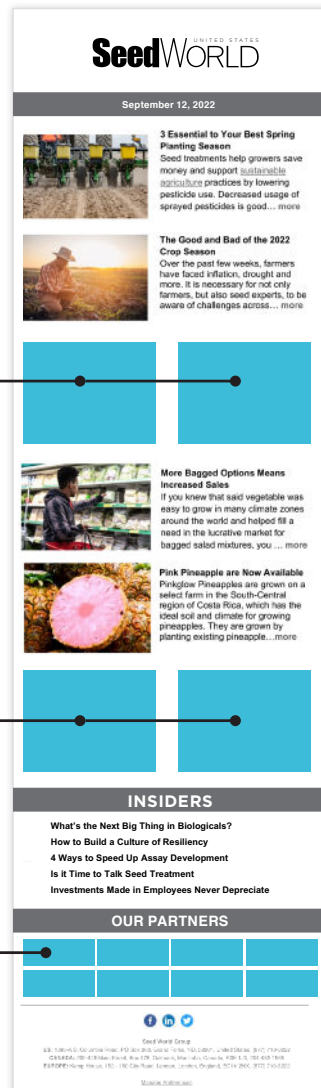 UNITED STATES
SeedWORLD
September 12, 2022
3 Essential to Your Best Spring
Planting Season
Seed treatments help growers save
money and support sustainable
agriculture practices by lowering
pesticide use. Decreased usage of
sprayed pesticides is good... more
The Good and Bad of the 2022
Crop Season
Over the past few weeks, farmers
have faced inflation, drought and
more. It is necessary for not only
farmers, but also seed experts, to be
aware of challenges across... more
More Bagged Options Means
Increased Sales
If you knew that said vegetable was
easy to grow in many climate zones
around the world and helped fill a
need in the lucrative market for
bagged salad mixtures, you ... more
Pink Pineapple are Now Available
Pinkglow Pineapples are grown on a
select farm in the South-Central
region of Costa Rica, which has the
ideal soil and climate for growing
pineapples. They are grown by
planting existing pineapple...more
INSIDERS
What's the Next Big Thing in Biologicals?
How to Build a Culture of Resiliency
4 Ways to Speed Up Assay Development
Is it Time to Talk Seed Treatment
Investments Made in Employees Never Depreciate
OUR PARTNERS
Seed World Group
Manage Preferences